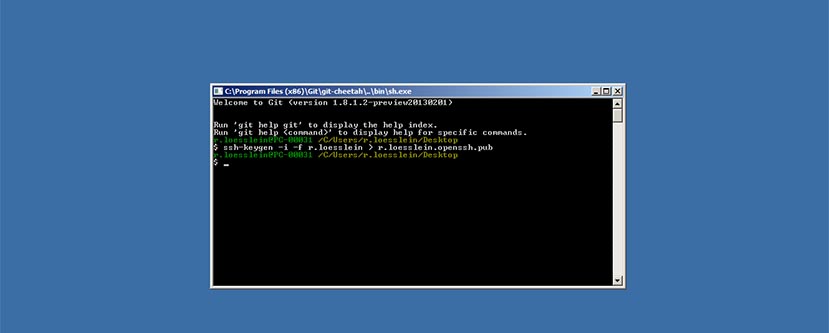 C:\Program Files (x86)\Git\git-cheetah\..\bin\sh.exe
Welcome to Git (version 1.8.1.2-preview20130201)
Run 'git help git' to display the help index.
Run 'git help <command>' to display help for specific commands.
r.loesslein@PC-00031 /C/Users/r.loesslein/Desktop
$ ssh-keygen -i -f r.loesslein > r.loesslein.openssh.pub
r.loesslein@PC-00031 /C/Users/r.loesslein/Desktop
$ _